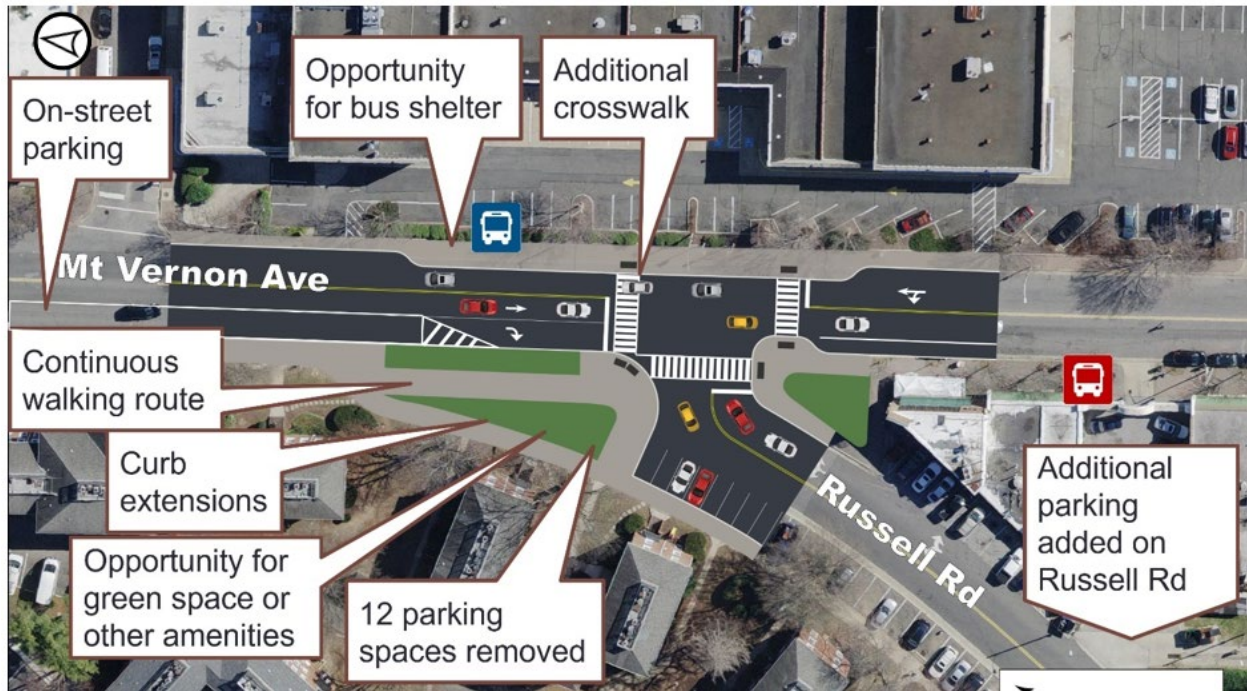 On-street
parking
Opportunity
for bus shelter
Additional
crosswalk
Mt Vernon Ave
Continuous
walking route
Curb
extensions
Opportunity for
green space or
other amenities
12 parking
spaces removed
Russell Rd
Additional
parking
added on
Russell Rd